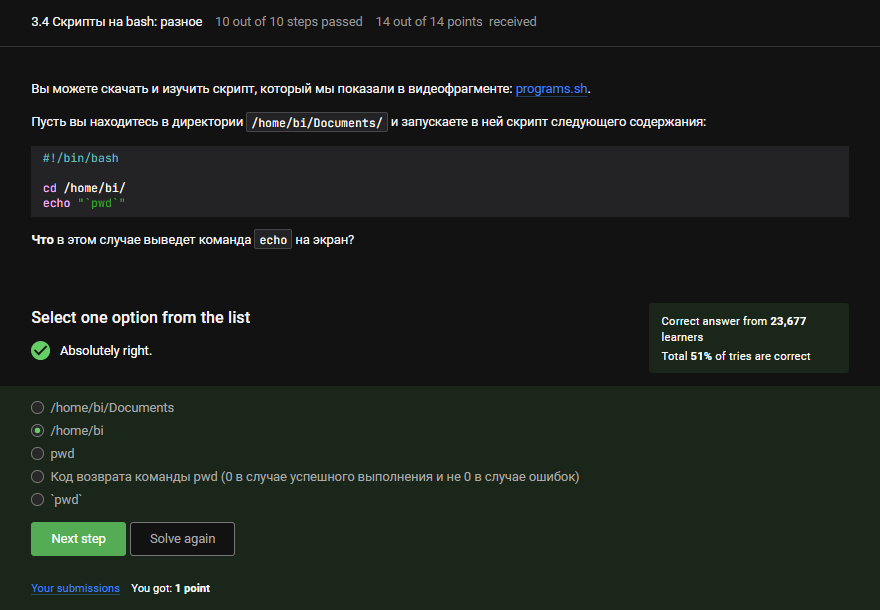 3.4 Скрипты на bash: разное 10 out of 10 steps passed 14 out of 14 points received
Вы можете скачать и изучить скрипт, который мы показали в видеофрагменте: programs.sh.
Пусть вы находитесь в директории /home/bi/Documents/ и запускаете в ней скрипт следующего содержания:
#!/bin/bash
cd /home/bi/
echo "`pwd`"
Что в этом случае выведет команда echo на экран?
Select one option from the list
Absolutely right.
Correct answer from 23,677
learners
Total 51% of tries are correct
/home/bi/Documents
/home/bi
pwd
Код возврата команды pwd (0 в случае успешного выполнения и не 0 в случае ошибок)
`pwd`
Next step Solve again
Your submissions You got: 1 point